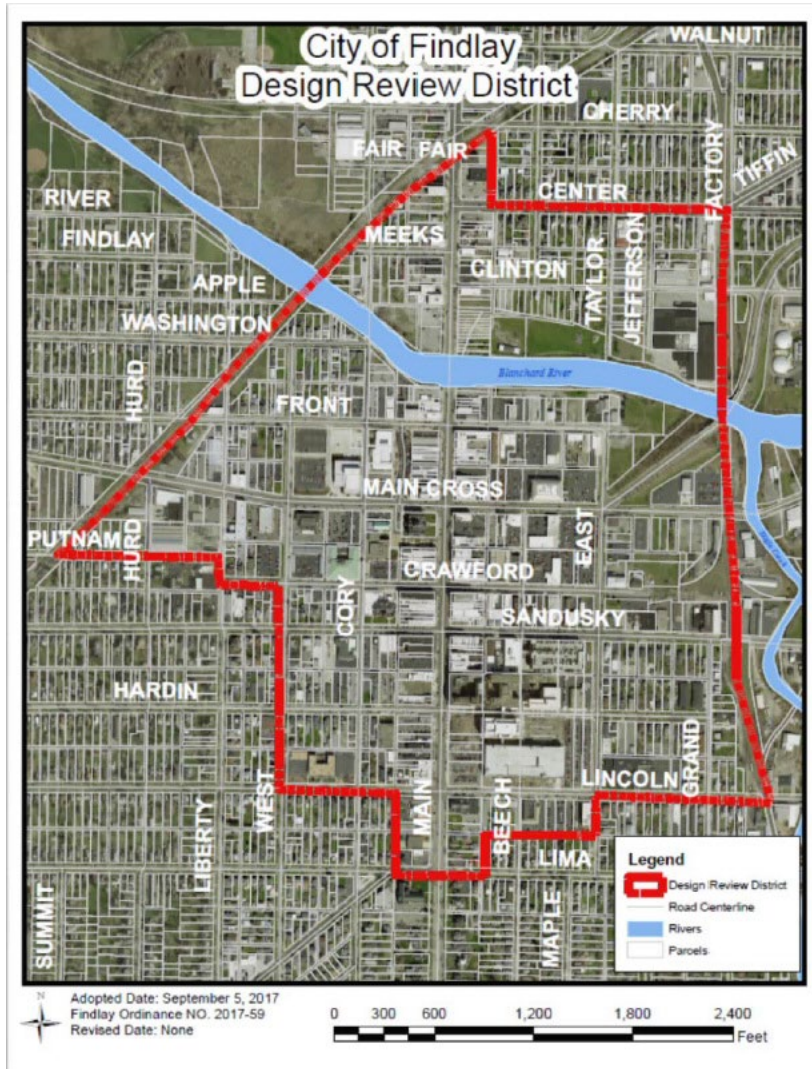 City of Findlay
Design Review District
WALNUT
CHERRY
FAIR FAIR
FACTORY
TIFFIN
CENTER
RIVER
FINDLAY
MEEKS
CLINTON
TAYLOR
JEFFERSON
APPLE
WASHINGTON
Blanchard River
HURD
FRONT
MAIN CROSS
PUTNAM
HURD
EAST
CRAWFORD
CORY
SANDUSKY
HARDIN
LINCOLN
GRAND
LIBERTY
WEST
MAIN
BEECH
LIMA
SUMMIT
MAPLE
Legend
Design Review District
Road Centerline
Rivers
Parcels
N
Adopted Date: September 5, 2017
Findlay Ordinance NO. 2017-59
Revised Date: None
0 300 600 1,200 1,800 2,400
Feet